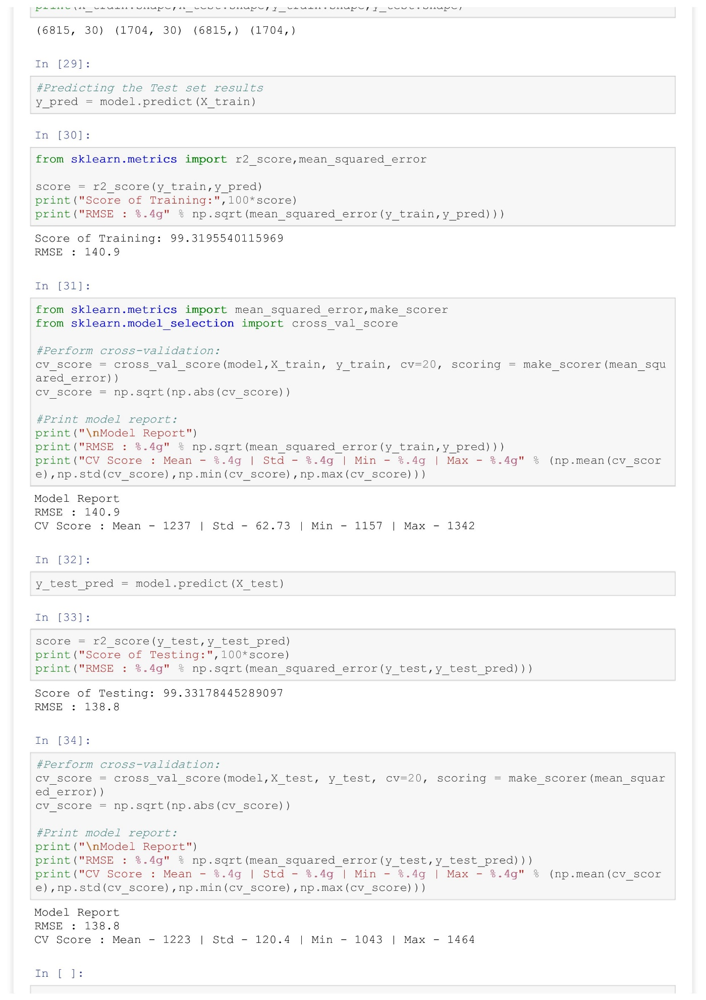 print(X_train.shape,X_test.shape,y_train.shape,y_test.shape)
(6815, 30) (1704, 30) (6815,) (1704,)
In [29]:
#Predicting the Test set results
y_pred = model.predict(X_train)
In [30]:
from sklearn.metrics import r2_score,mean_squared_error
score = r2_score(y_train,y_pred)
print("Score of Training:",100*score)
print("RMSE : %.4g" % np.sqrt(mean_squared_error(y_train,y_pred)))
Score of Training: 99.3195540115969
RMSE : 140.9
In [31]:
from sklearn.metrics import mean_squared_error,make_scorer
from sklearn.model_selection import cross_val_score
#Perform cross-validation:
cv_score = cross_val_score(model,X_train, y_train, cv=20, scoring = make_scorer(mean_squ
ared_error))
cv_score = np.sqrt(np.abs(cv_score))
#Print model report:
print("\nModel Report")
print("RMSE : %.4g" % np.sqrt(mean_squared_error(y_train,y_pred)))
print("CV Score : Mean - %.4g | Std - %.4g | Min - %.4g | Max - %.4g" % (np.mean(cv_scor
e),np.std(cv_score),np.min(cv_score),np.max(cv_score)))
Model Report
RMSE : 140.9
CV Score : Mean - 1237 | Std - 62.73 | Min - 1157 | Max - 1342
In [32]:
y_test_pred = model.predict(X_test)
In [33]:
score = r2_score(y_test,y_test_pred)
print("Score of Testing:",100*score)
print("RMSE : %.4g" % np.sqrt(mean_squared_error(y_test,y_test_pred)))
Score of Testing: 99.33178445289097
RMSE : 138.8
In [34]:
#Perform cross-validation:
cv_score = cross_val_score(model,X_test, y_test, cv=20, scoring = make_scorer(mean_squar
ed_error))
cv_score = np.sqrt(np.abs(cv_score))
#Print model report:
print("\nModel Report")
print("RMSE : %.4g" % np.sqrt(mean_squared_error(y_test,y_test_pred)))
print("CV Score : Mean - %.4g | Std - %.4g | Min - %.4g | Max - %.4g" % (np.mean(cv_scor
e),np.std(cv_score),np.min(cv_score),np.max(cv_score)))
Model Report
RMSE : 138.8
CV Score : Mean - 1223 | Std - 120.4 | Min - 1043 | Max - 1464
In [ ]: